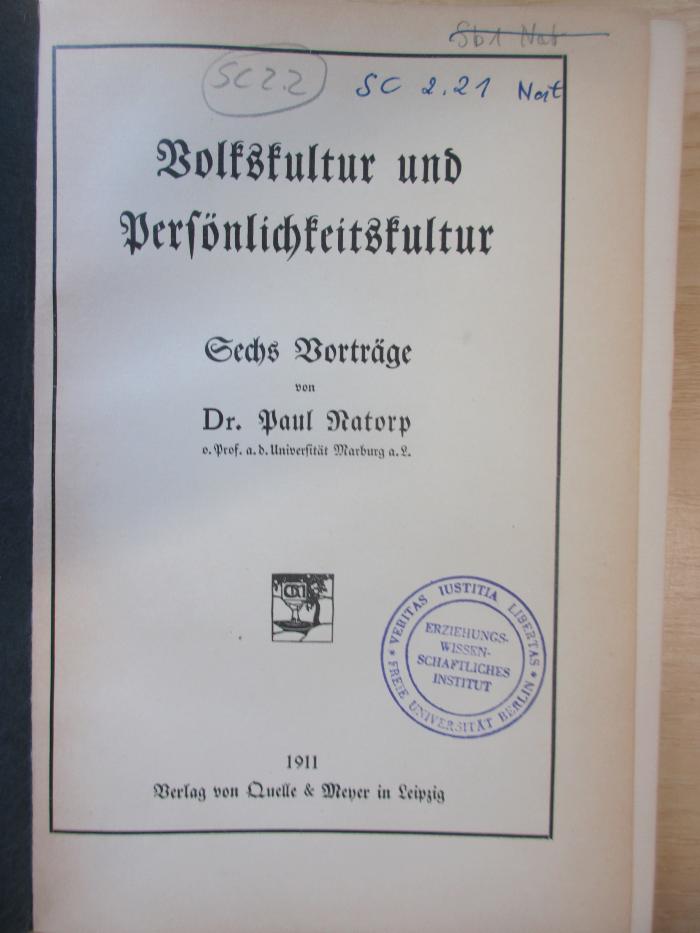 Sb1 Nat
SC 2.2
SC 2.21 Nat
Volkskultur und
Perſönlichkeitskultur
Sechs Vorträge
von
Dr. Paul Natorp
o. Prof. a. d. Univerſität Marburg a. L.
VERITAS IUSTITIA LIBERTAS
FREIE UNIVERSITÄT BERLIN
ERZIEHUNGS-
WISSEN-
SCHAFTLICHES
INSTITUT
1911
Verlag von Quelle & Meyer in Leipzig